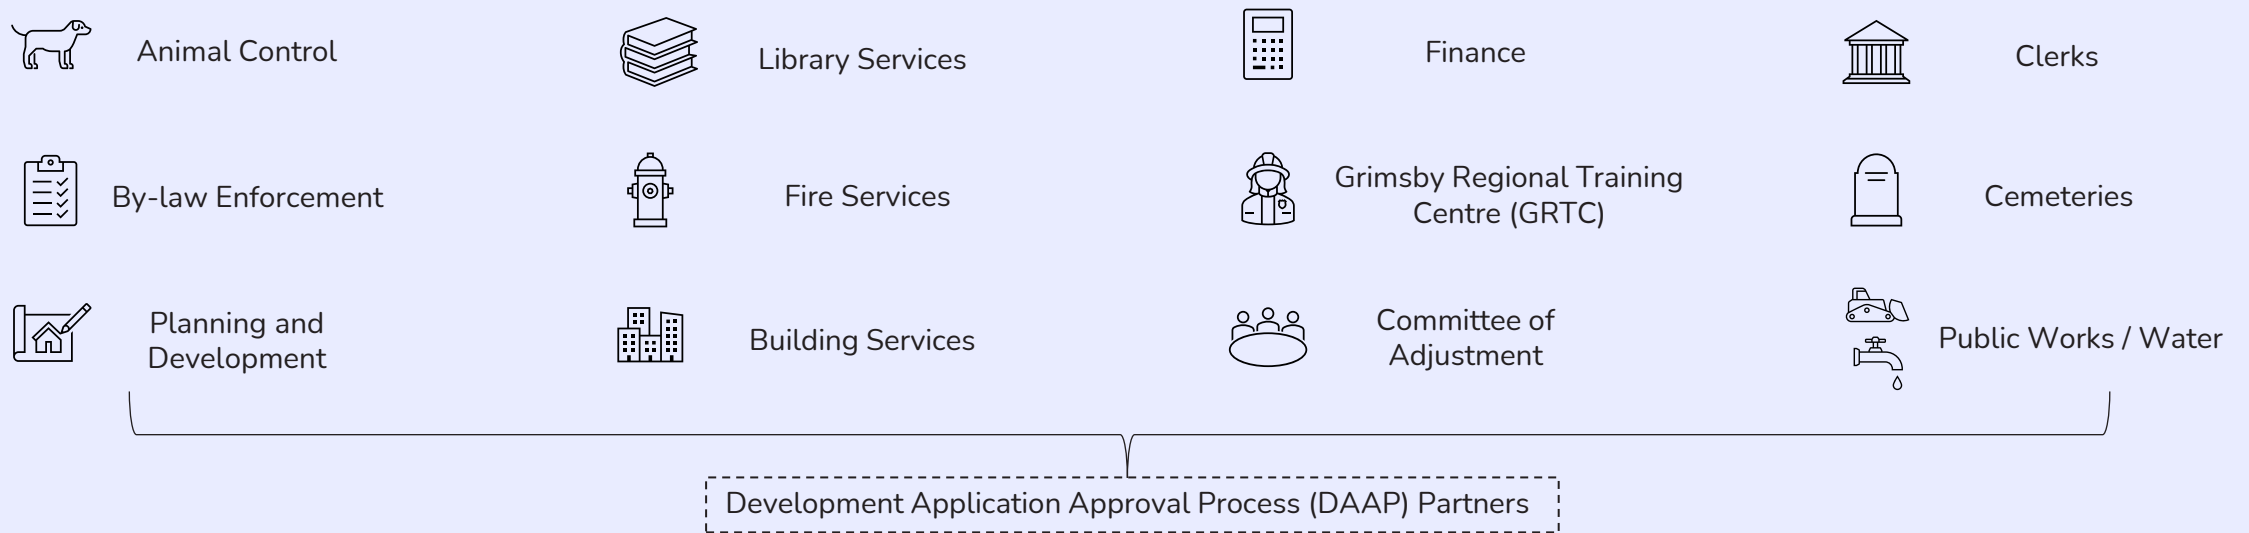 Animal Control
Library Services
Finance
Clerks
By-law Enforcement
Fire Services
Grimsby Regional Training
Centre (GRTC)
Cemeteries
Planning and
Development
Building Services
Committee of
Adjustment
Public Works / Water
Development Application Approval Process (DAAP) Partners